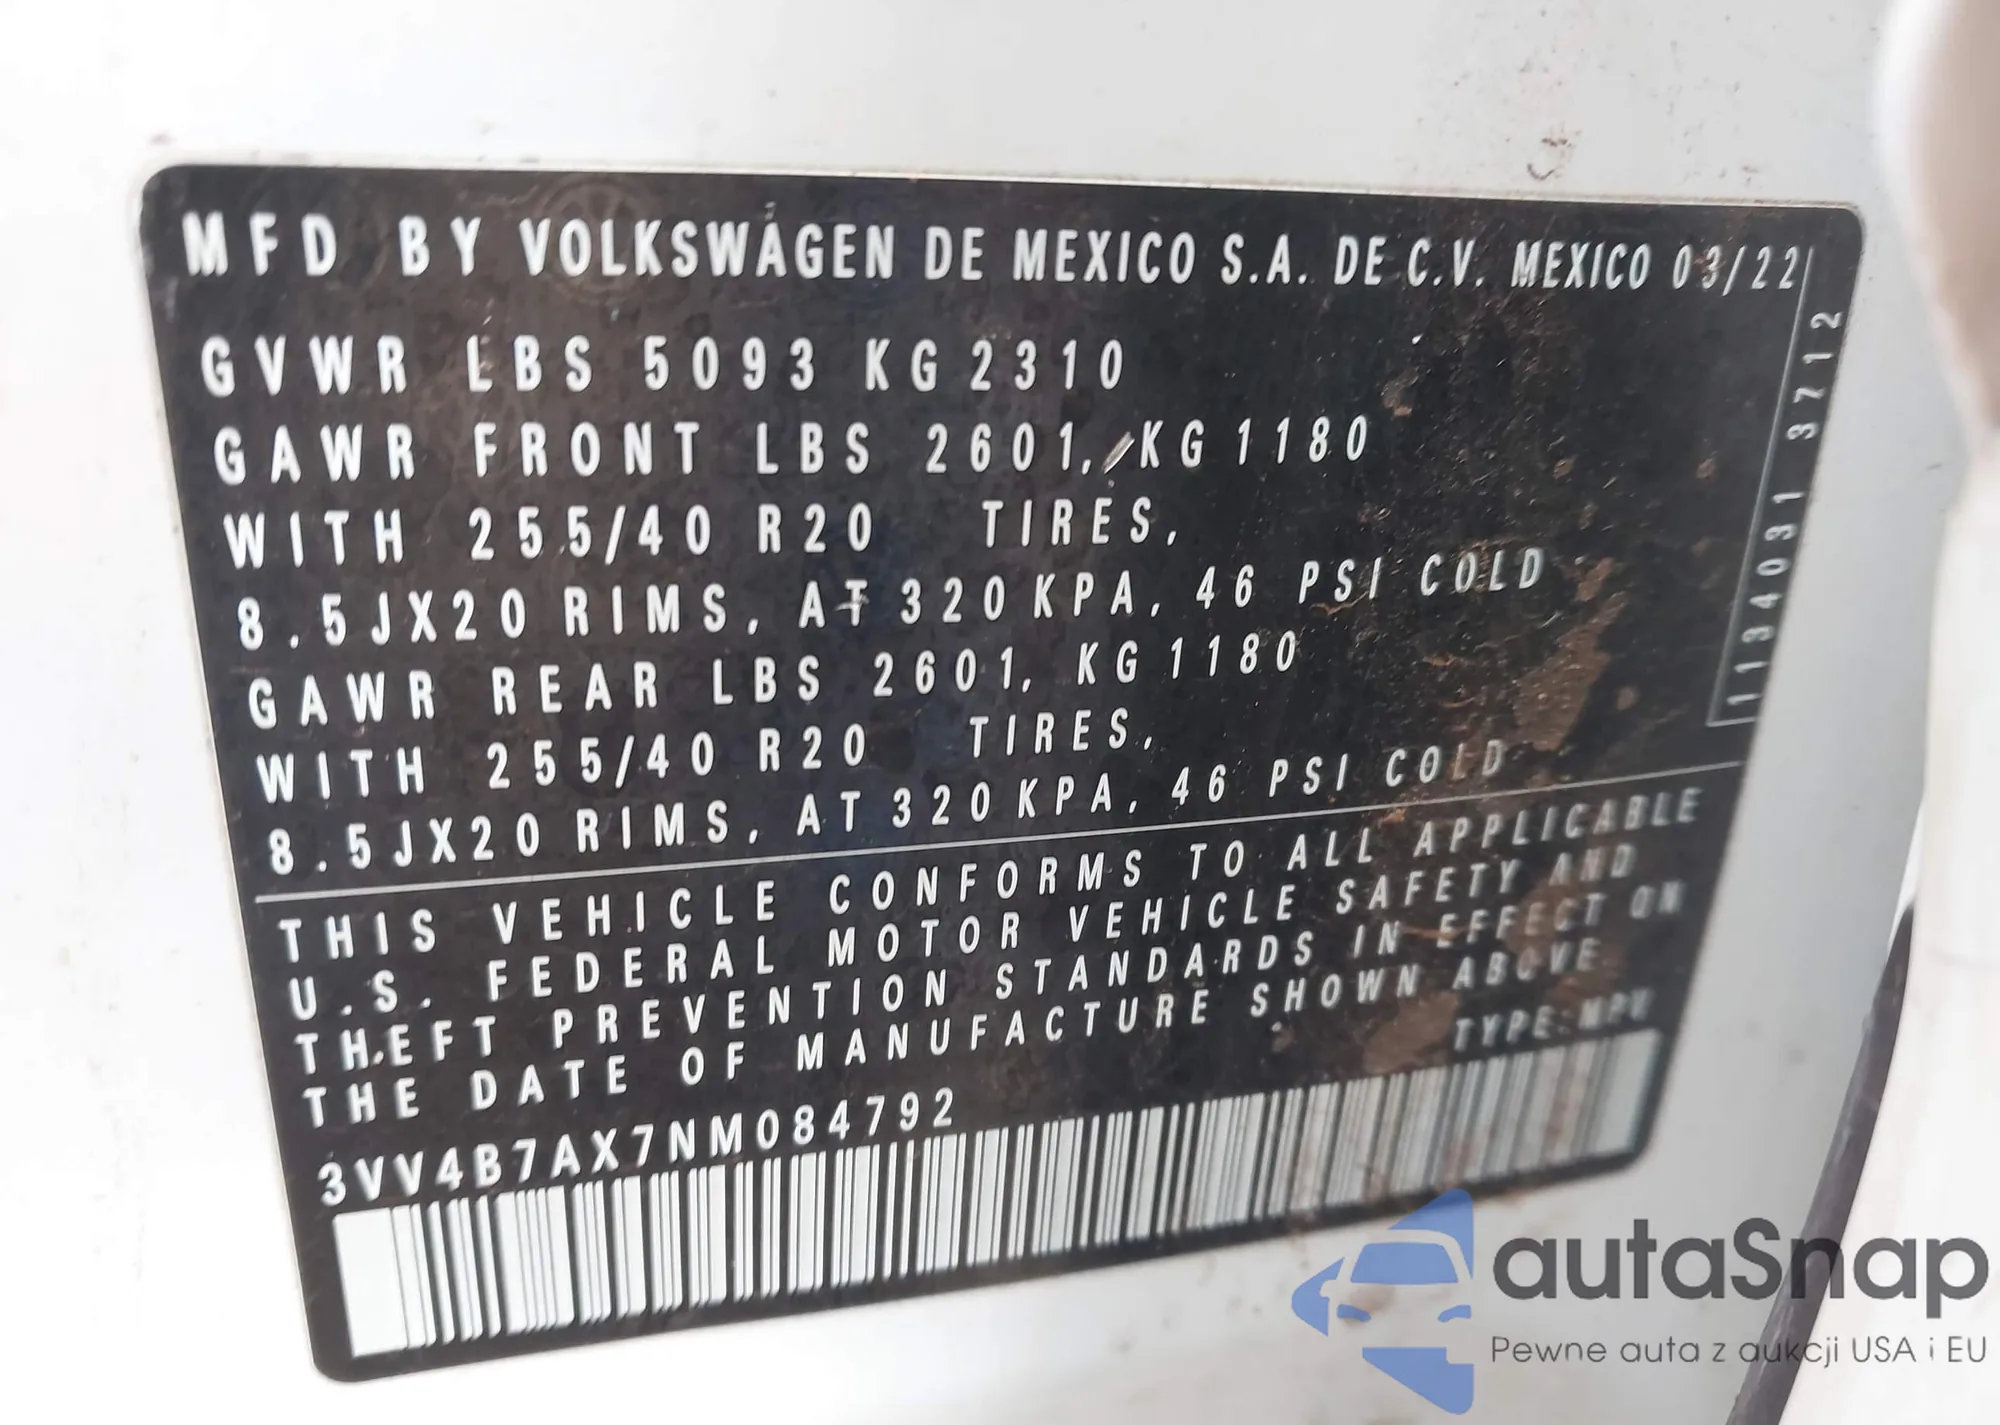 MFD BY VOLKSWAGEN DE MEXICO S.A. DE C.V. MEXICO 03/22
GVWR LBS 5093 KG 2310
GAWR FRONT LBS 2601, KG 1180
WITH 255/40 R20 TIRES,
8.5JX20 RIMS, AT 320 KPA, 46 PSI COLD
GAWR REAR LBS 2601, KG 1180
WITH 255/40 R20 TIRES,
8.5JX20 RIMS, AT 320 KPA, 46 PSI COLD
1134091 3712
THIS VEHICLE CONFORMS TO ALL APPLICABLE
U.S. FEDERAL MOTOR VEHICLE SAFETY AND
THEFT PREVENTION STANDARDS IN EFFECT ON
THE DATE OF MANUFACTURE SHOWN ABOVE
TYPE: MPV
3VV4B7AX7NM084792
autaSnap
Pewne auta z aukcji USA i EU